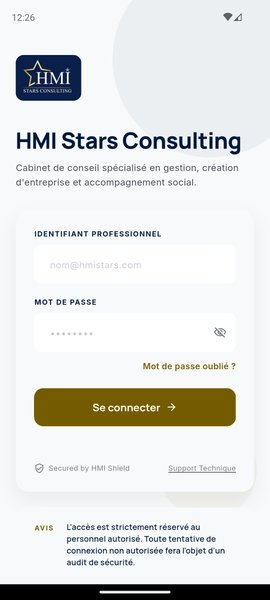 12:26
HMI
STARS CONSULTING
HMI Stars Consulting
Cabinet de conseil spécialisé en gestion, création
d'entreprise et accompagnement social.
IDENTIFIANT PROFESSIONNEL
nom@hmistars.com
MOT DE PASSE
Mot de passe oublié ?
Se connecter →
Secured by HMI Shield
Support Technique
AVIS
L'accès est strictement réservé au
personnel autorisé. Toute tentative de
connexion non autorisée fera l'objet d'un
audit de sécurité.